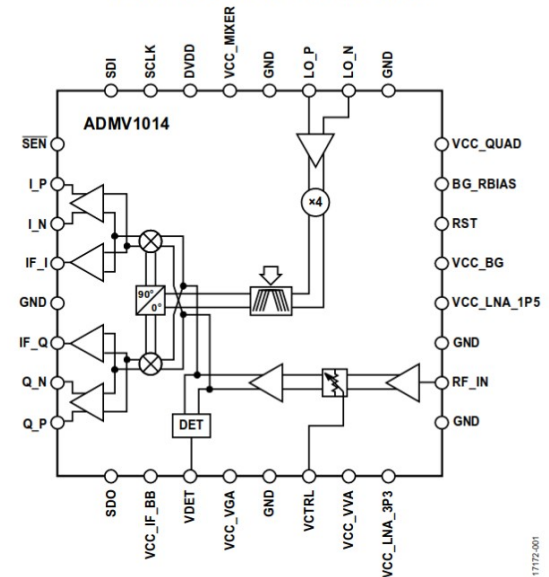 SDI
SCLK
DVDD
VCC_MIXER
GND
LO_P
LO_N
GND
ADMV1014
SEN
I_P
I_N
IF_I
GND
IF_Q
Q_N
Q_P
VCC_QUAD
BG_RBIAS
RST
VCC_BG
VCC_LNA_1P5
GND
RF_IN
GND
×4
90°
0°
DET
SDO
VCC_IF_BB
VDET
VCC_VGA
GND
VCTRL
VCC_VVA
VCC_LNA_3P3
17172-001